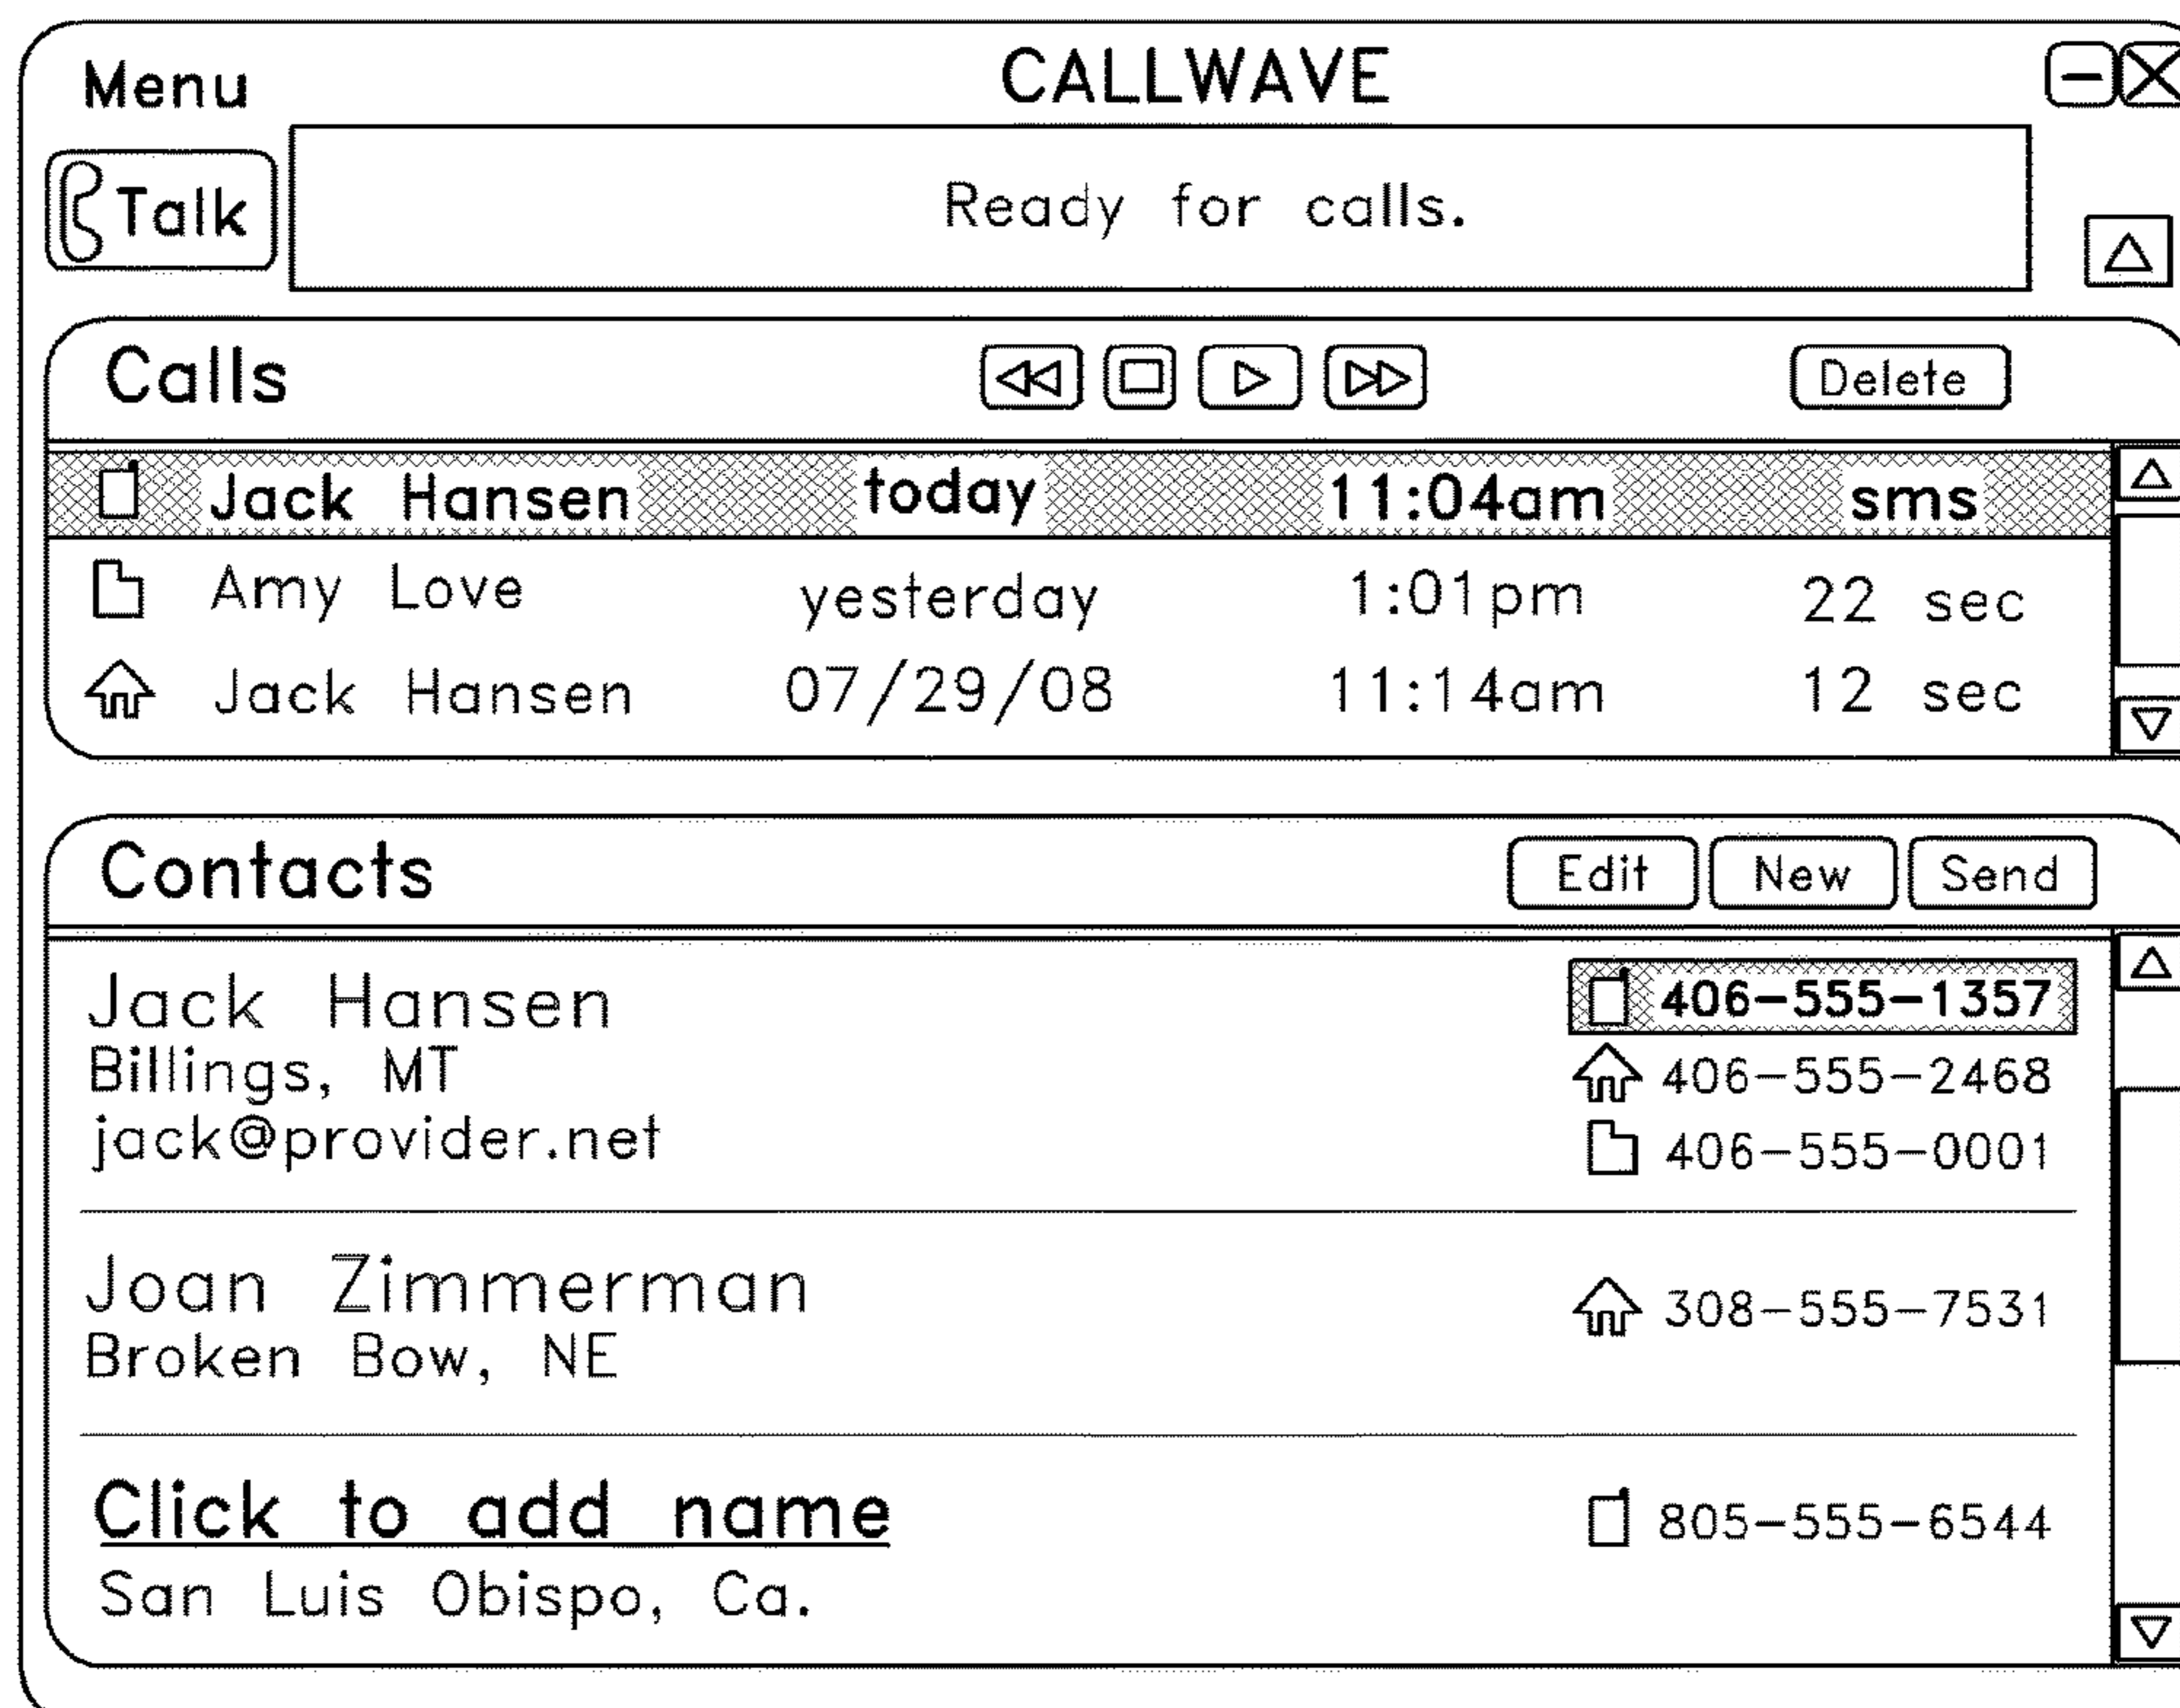 Menu CALLWAVE
Talk Ready for calls.
Calls Delete
Jack Hansen today 11:04am sms
Amy Love yesterday 1:01pm 22 sec
Jack Hansen 07/29/08 11:14am 12 sec
Contacts Edit New Send
Jack Hansen 406-555-1357
Billings, MT 406-555-2468
jack@provider.net 406-555-0001
Joan Zimmerman 308-555-7531
Broken Bow, NE
Click to add name 805-555-6544
San Luis Obispo, Ca.